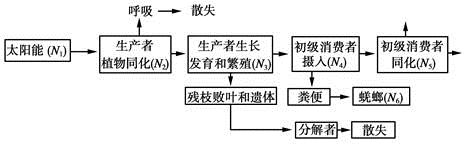 呼吸
散失
太阳能(N1)
生产者
植物同化(N2)
生产者生长
发育和繁殖(N3)
初级消费者
摄入(N4)
初级消费者
同化(N5)
残枝败叶和遗体
粪便
蜣螂(N6)
分解者
散失